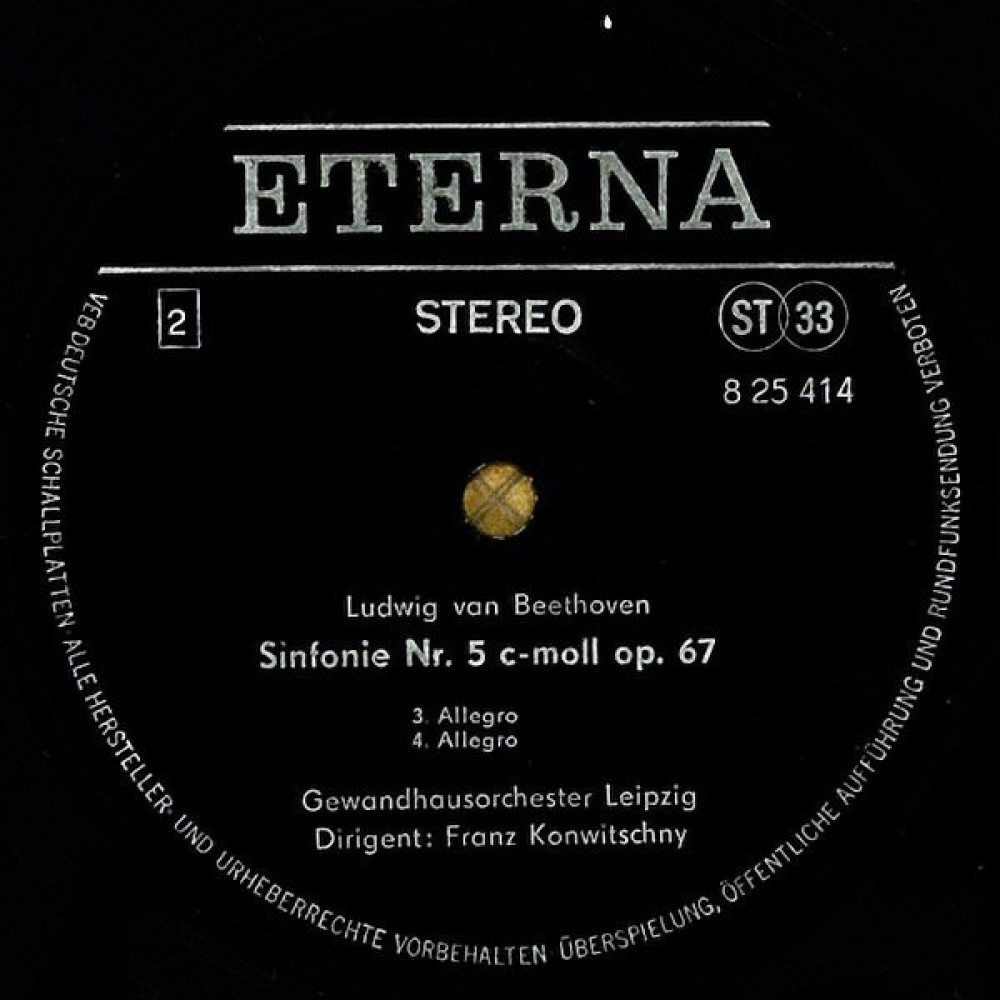 ETERNA
2
STEREO
ST 33
8 25 414
Ludwig van Beethoven
Sinfonie Nr. 5 c-moll op. 67
3. Allegro
4. Allegro
Gewandhausorchester Leipzig
Dirigent: Franz Konwitschny
VEB DEUTSCHE SCHALLPLATTEN · ALLE HERSTELLER- UND URHEBERRECHTE VORBEHALTEN · ÜBERSPIELUNG, ÖFFENTLICHE AUFFÜHRUNG UND RUNDFUNKSENDUNG VERBOTEN